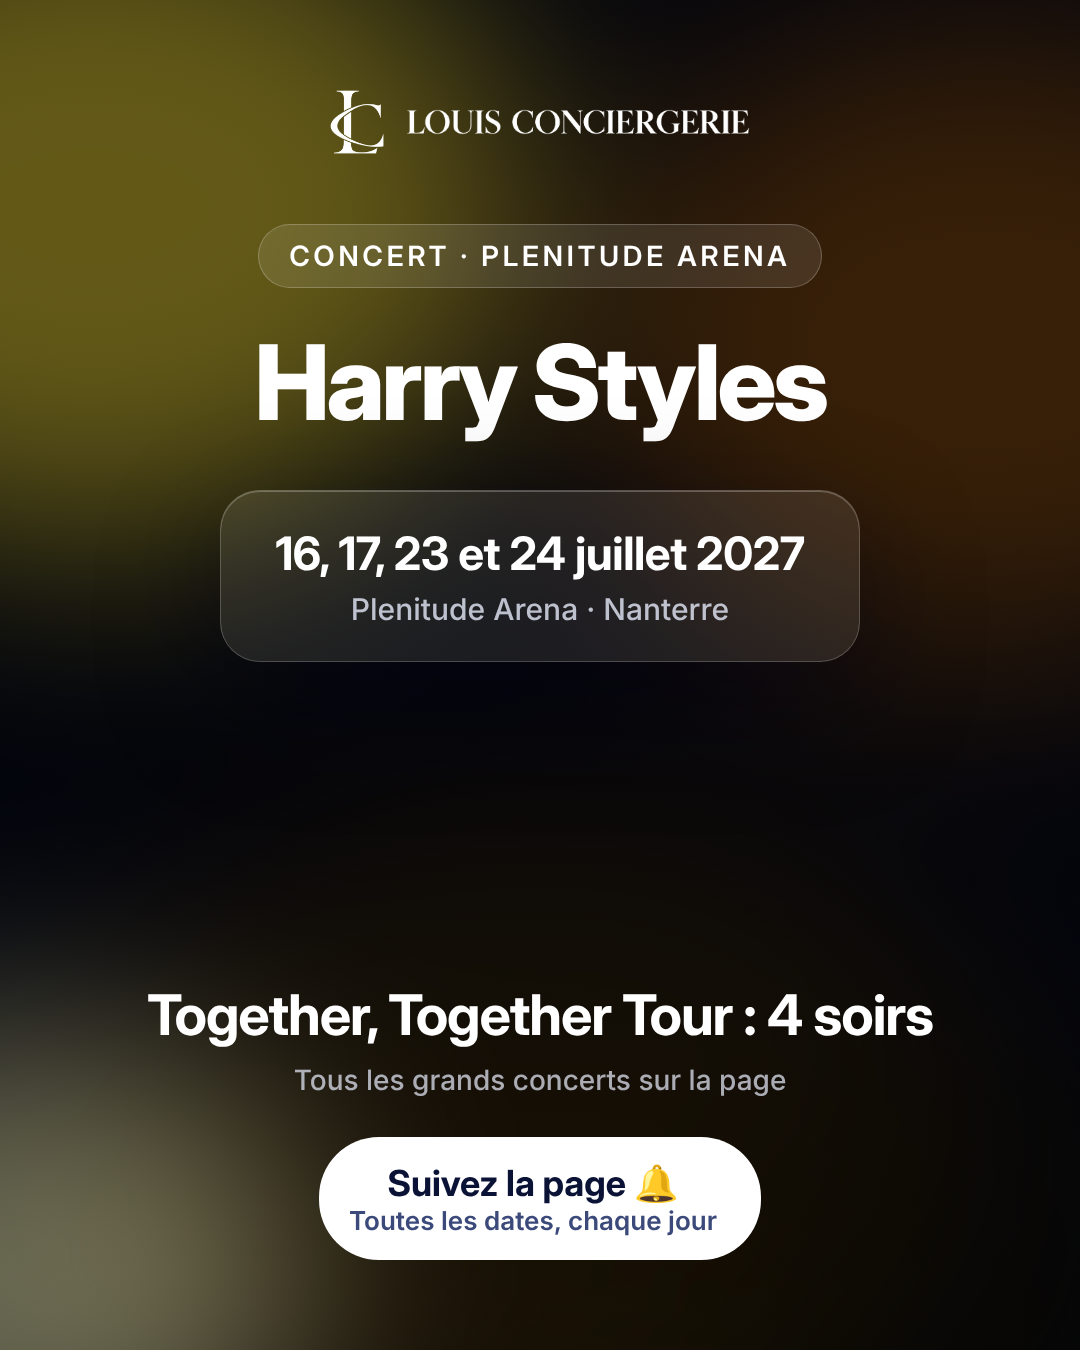 LC LOUIS CONCIERGERIE
CONCERT · PLENITUDE ARENA
Harry Styles
16, 17, 23 et 24 juillet 2027
Plenitude Arena · Nanterre
Together, Together Tour : 4 soirs
Tous les grands concerts sur la page
Suivez la page 🔔
Toutes les dates, chaque jour